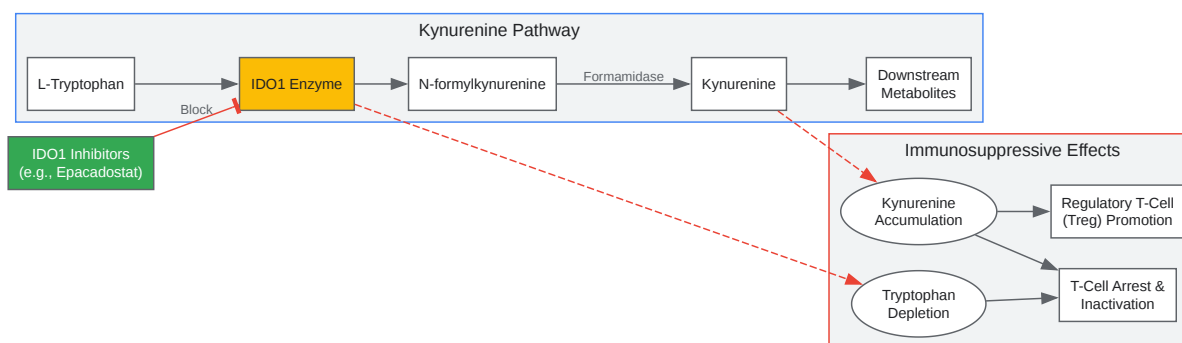 Kynurenine Pathway
L-Tryptophan
IDO1 Enzyme
N-formylkynurenine
Formamidase
Kynurenine
Downstream
Metabolites
Block
IDO1 Inhibitors
(e.g., Epacadostat)
Immunosuppressive Effects
Kynurenine
Accumulation
Regulatory T-Cell
(Treg) Promotion
Tryptophan
Depletion
T-Cell Arrest &
Inactivation